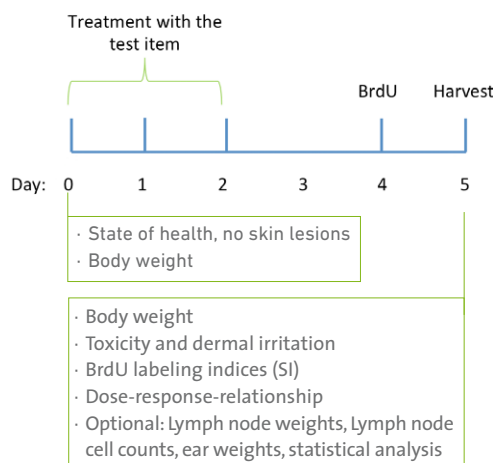 Treatment with the
test item
BrdU Harvest
Day: 0 1 2 3 4 5
· State of health, no skin lesions
· Body weight
· Body weight
· Toxicity and dermal irritation
· BrdU labeling indices (SI)
· Dose-response-relationship
· Optional: Lymph node weights, Lymph node
cell counts, ear weights, statistical analysis